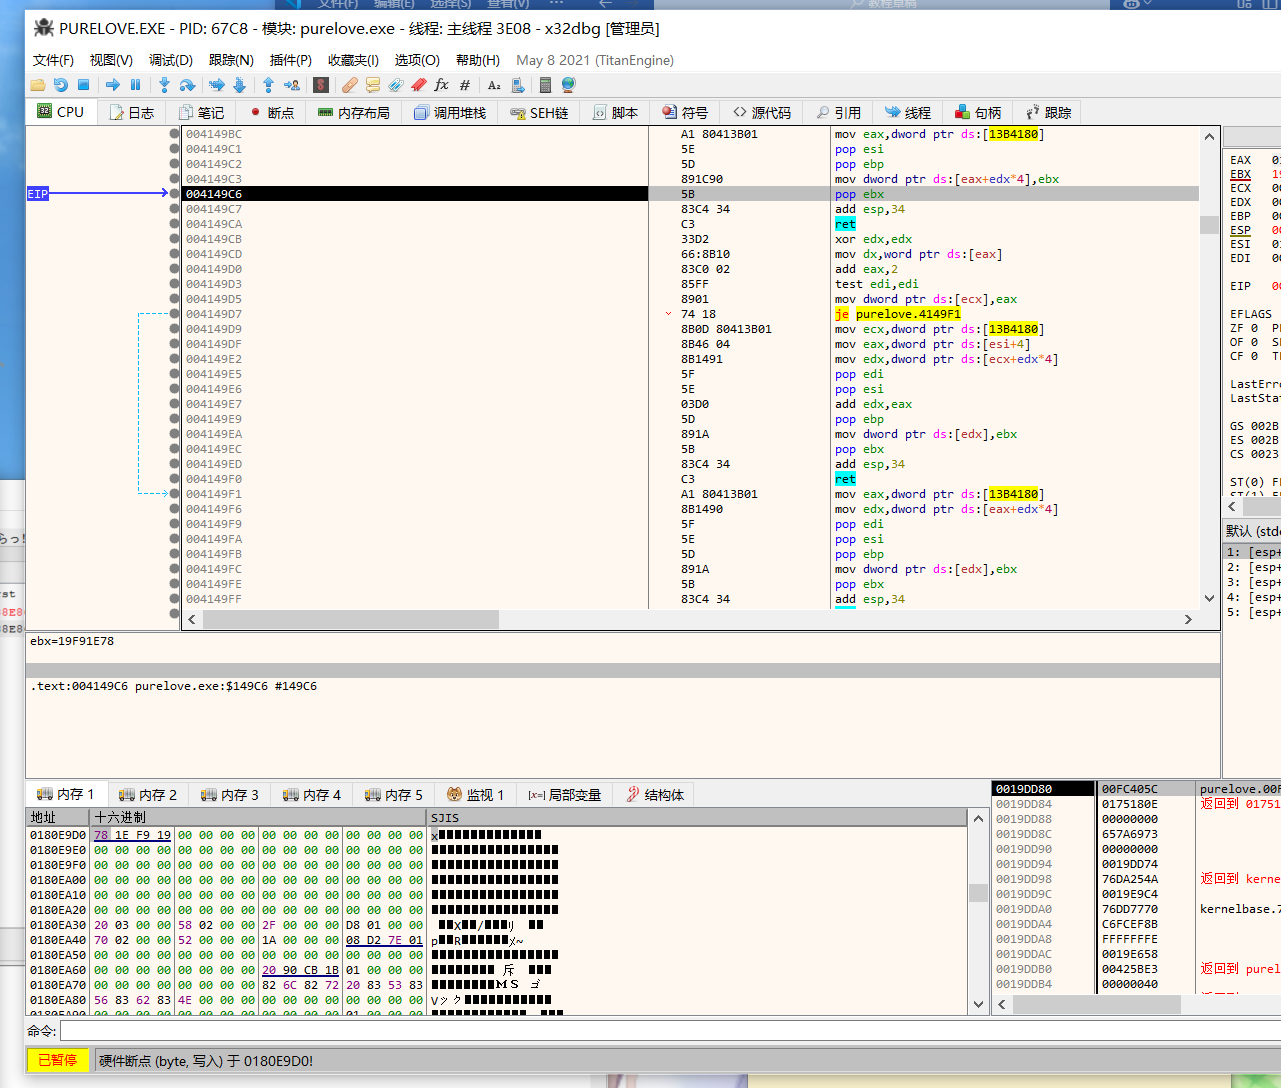 文件(F) 编辑(E) 选择(S) 查看(V) ··· 教程草稿
PURELOVE.EXE - PID: 67C8 - 模块: purelove.exe - 线程: 主线程 3E08 - x32dbg [管理员]
文件(F) 视图(V) 调试(D) 跟踪(N) 插件(P) 收藏夹(I) 选项(O) 帮助(H) May 8 2021 (TitanEngine)
CPU 日志 笔记 断点 内存布局 调用堆栈 SEH链 脚本 符号 源代码 引用 线程 句柄 跟踪
004149BC A1 80413B01 mov eax,dword ptr ds:[13B4180]
004149C1 5E pop esi
004149C2 5D pop ebp
004149C3 891C90 mov dword ptr ds:[eax+edx*4],ebx
EIP 004149C6 5B pop ebx
004149C7 83C4 34 add esp,34
004149CA C3 ret
004149CB 33D2 xor edx,edx
004149CD 66:8B10 mov dx,word ptr ds:[eax]
004149D0 83C0 02 add eax,2
004149D3 85FF test edi,edi
004149D5 8901 mov dword ptr ds:[ecx],eax
004149D7 74 18 je purelove.4149F1
004149D9 8B0D 80413B01 mov ecx,dword ptr ds:[13B4180]
004149DF 8B46 04 mov eax,dword ptr ds:[esi+4]
004149E2 8B1491 mov edx,dword ptr ds:[ecx+edx*4]
004149E5 5F pop edi
004149E6 5E pop esi
004149E7 03D0 add edx,eax
004149E9 5D pop ebp
004149EA 891A mov dword ptr ds:[edx],ebx
004149EC 5B pop ebx
004149ED 83C4 34 add esp,34
004149F0 C3 ret
004149F1 A1 80413B01 mov eax,dword ptr ds:[13B4180]
004149F6 8B1490 mov edx,dword ptr ds:[eax+edx*4]
004149F9 5F pop edi
004149FA 5E pop esi
004149FB 5D pop ebp
004149FC 891A mov dword ptr ds:[edx],ebx
004149FE 5B pop ebx
004149FF 83C4 34 add esp,34
EAX 01
EBX 19
ECX 00
EDX 00
EBP 00
ESP 00
ESI 01
EDI 00
EIP 00
EFLAGS
ZF 0
OF 0
CF 0
LastErr
LastSta
GS 002B
ES 002B
CS 0023
ST(0)
默认 (std
1: [esp+
2: [esp+
3: [esp+
4: [esp+
5: [esp+
ebx=19F91E78
.text:004149C6 purelove.exe:$149C6 #149C6
内存 1 内存 2 内存 3 内存 4 内存 5 监视 1 [x=] 局部变量 结构体
地址 十六进制 SJIS
0180E9D0 78 1E F9 19 00 00 00 00 00 00 00 00 00 00 00 00 x
0180E9E0 00 00 00 00 00 00 00 00 00 00 00 00 00 00 00 00
0180E9F0 00 00 00 00 00 00 00 00 00 00 00 00 00 00 00 00
0180EA00 00 00 00 00 00 00 00 00 00 00 00 00 00 00 00 00
0180EA10 00 00 00 00 00 00 00 00 00 00 00 00 00 00 00 00
0180EA20 00 00 00 00 00 00 00 00 00 00 00 00 00 00 00 00
0180EA30 20 03 00 00 58 02 00 00 2F 00 00 00 D8 01 00 00 X / リ
0180EA40 70 02 00 00 52 00 00 00 1A 00 00 00 08 D2 7E 01 p R メ~
0180EA50 00 00 00 00 00 00 00 00 00 00 00 00 00 00 00 00
0180EA60 00 00 00 00 00 00 00 00 20 90 CB 1B 01 00 00 00 斥
0180EA70 00 00 00 00 00 00 00 00 82 6C 82 72 20 83 53 83 ＭＳ ゴ
0180EA80 56 83 62 83 4E 00 00 00 00 00 00 00 00 00 00 00 Vック
0019DD80 00FC405C purelove.00F
0019DD84 0175180E 返回到 01751
0019DD88 00000000
0019DD8C 657A6973
0019DD90 00000000
0019DD94 0019DD74
0019DD98 76DA254A 返回到 kerne
0019DD9C 0019E9C4
0019DDA0 76DD7770 kernelbase.7
0019DDA4 C6FCEF8B
0019DDA8 FFFFFFFE
0019DDAC 0019E658
0019DDB0 00425BE3 返回到 purel
0019DDB4 00000040
命令:
已暂停 硬件断点 (byte, 写入) 于 0180E9D0!